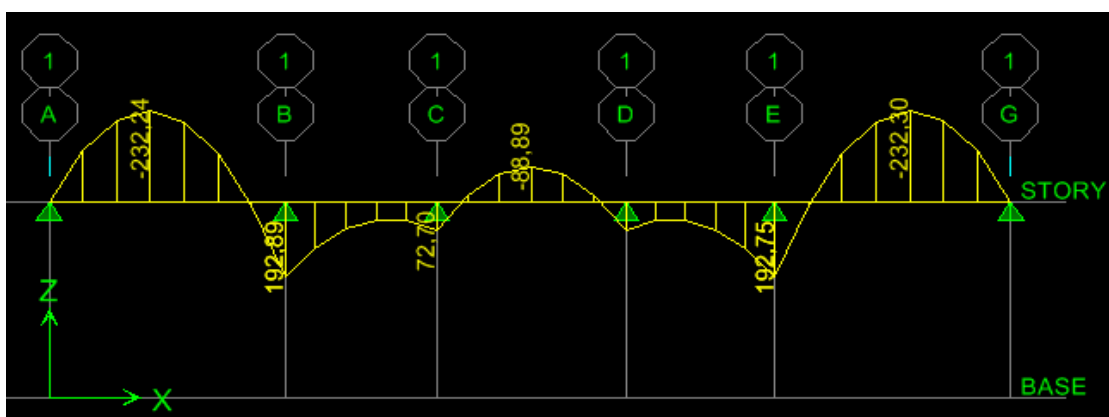 1 1 1 1 1 1
A B C D E G
-232,24
-88,89
-232,30
STORY
192,89
72,70
192,75
Z
BASE
X